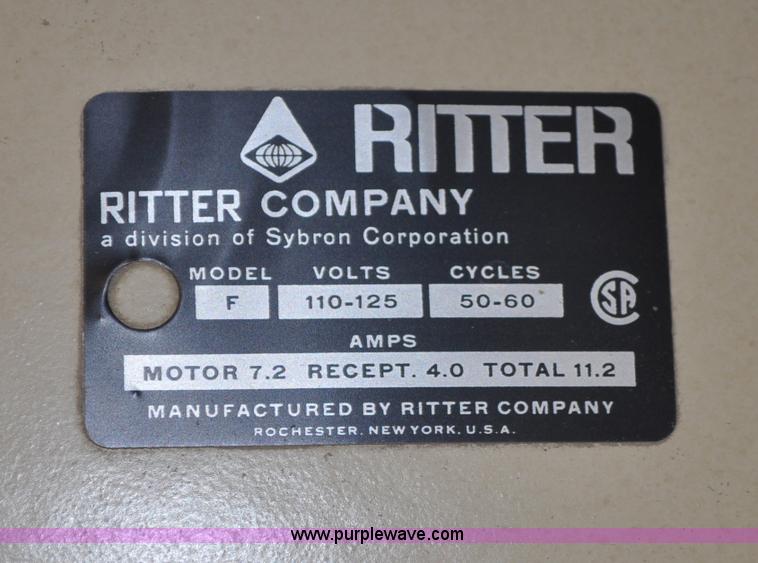 RITTER
RITTER COMPANY
a division of Sybron Corporation
MODEL VOLTS CYCLES
F 110-125 50-60
CSA
AMPS
MOTOR 7.2 RECEPT. 4.0 TOTAL 11.2
MANUFACTURED BY RITTER COMPANY
ROCHESTER, NEW YORK, U.S.A.
www.purplewave.com